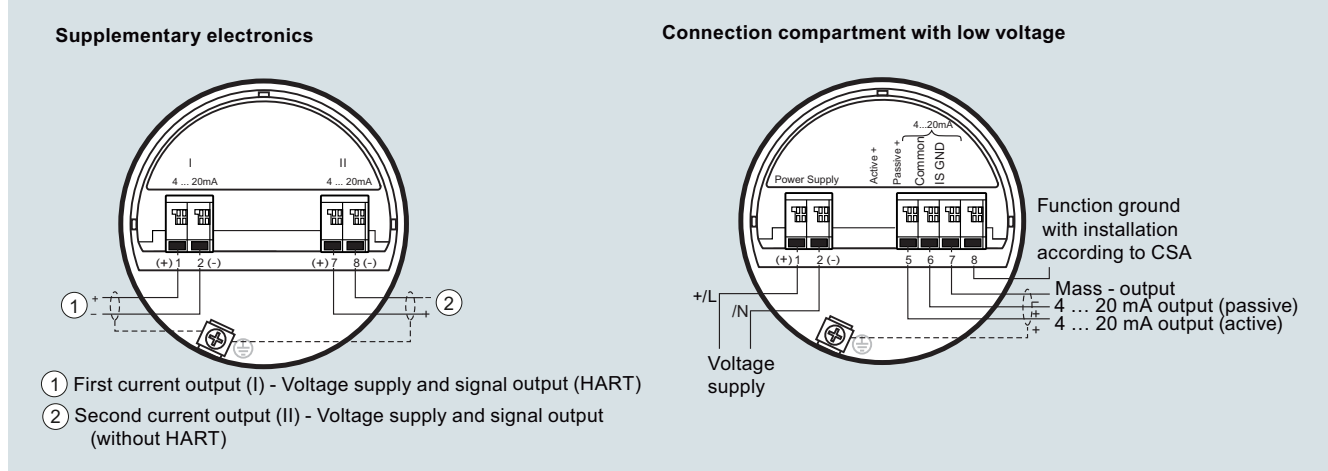 Supplementary electronics
I
II
4 ... 20mA
4 ... 20mA
(+) 1 2 (-)
(+) 7 8 (-)
1
+
-
-
+
2
1 First current output (I) - Voltage supply and signal output (HART)
2 Second current output (II) - Voltage supply and signal output
(without HART)
Connection compartment with low voltage
4...20mA
Active +
Passive +
Common
IS GND
Power Supply
(+) 1 2 (-)
5 6 7 8
Function ground
with installation
according to CSA
+/L
/N
Mass - output
- 4 … 20 mA output (passive)
+ 4 … 20 mA output (active)
+
Voltage
supply